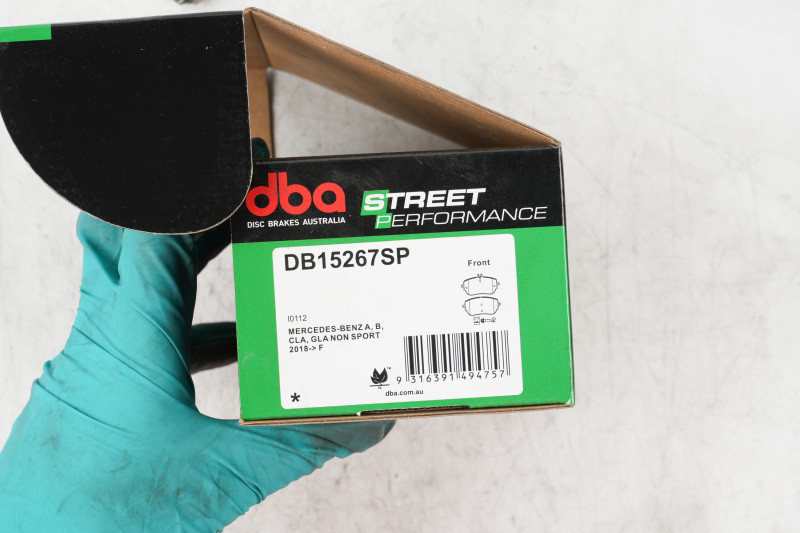 dba
DISC BRAKES AUSTRALIA
STREET
PERFORMANCE
DB15267SP
Front
I0112
MERCEDES-BENZ A, B,
CLA, GLA NON SPORT
2018-> F
TM
N
9 316391 494757
dba.com.au
*